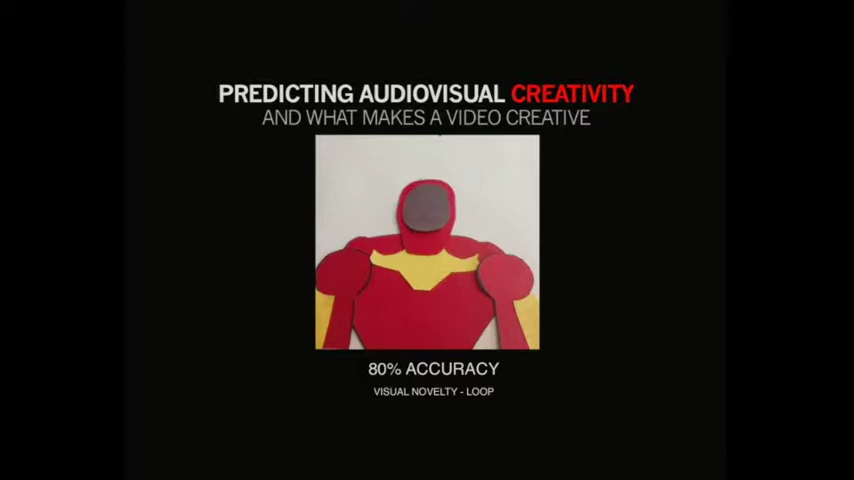 PREDICTING AUDIOVISUAL CREATIVITY
AND WHAT MAKES A VIDEO CREATIVE
80% ACCURACY
VISUAL NOVELTY - LOOP